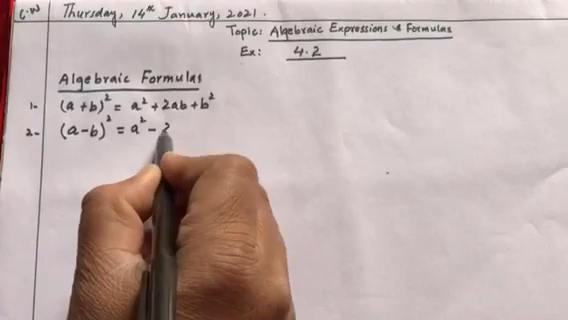 C.W Thursday, 14th January, 2021.
Topic: Algebraic Expressions & Formulas
Ex: 4.2
Algebraic Formulas
1- (a+b)² = a² + 2ab + b²
2- (a-b)² = a² - 2